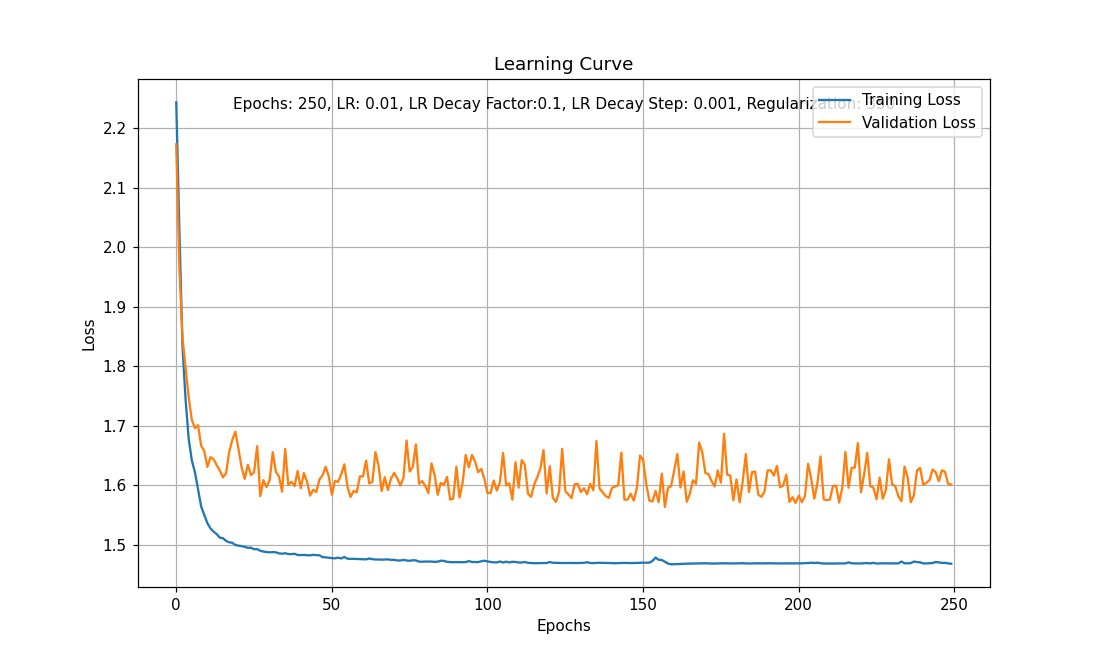 Learning Curve
Epochs: 250, LR: 0.01, LR Decay Factor:0.1, LR Decay Step: 0.001, Regularization: 350
Training Loss
Validation Loss
2.2
2.1
2.0
1.9
1.8
1.7
1.6
1.5
Loss
0 50 100 150 200 250
Epochs